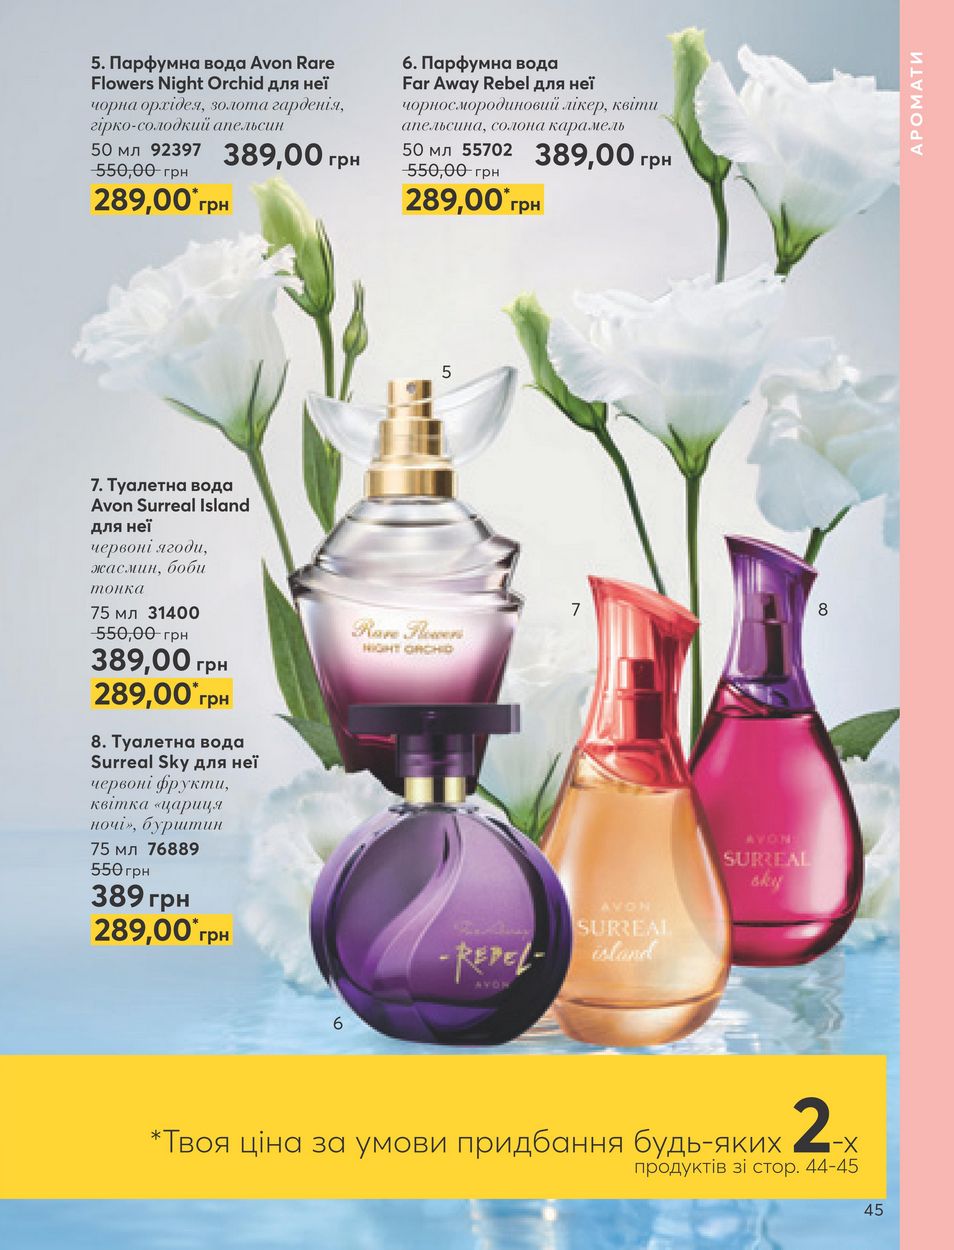 АРОМАТИ
5. Парфумна вода Avon Rare
Flowers Night Orchid для неї
чорна орхідея, золота гарденія,
гірко-солодкий апельсин
50 мл 92397
550,00 грн
389,00 грн
289,00*грн
6. Парфумна вода
Far Away Rebel для неї
чорносмородиновий лікер, квіти
апельсина, солона карамель
50 мл 55702
550,00 грн
389,00 грн
289,00*грн
5
7. Туалетна вода
Avon Surreal Island
для неї
червоні ягоди,
жасмин, боби
тонка
75 мл 31400
550,00 грн
389,00 грн
289,00*грн
7
8
Rare Flowers
NIGHT ORCHID
8. Туалетна вода
Surreal Sky для неї
червоні фрукти,
квітка «цариця
ночі», бурштин
75 мл 76889
550 грн
389 грн
289,00*грн
AVON
SURREAL
sky
AVON
SURREAL
island
Far Away
-REBEL-
AVON
6
*Твоя ціна за умови придбання будь-яких 2-х
продуктів зі стор. 44-45
45